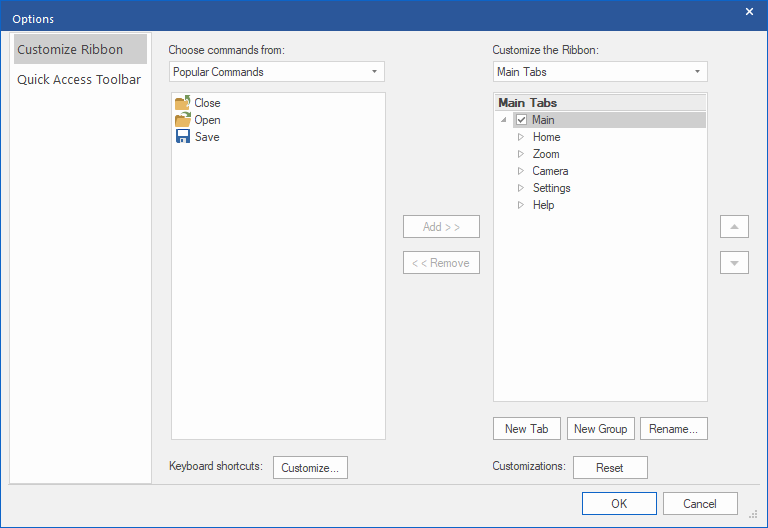 Options
Customize Ribbon
Quick Access Toolbar
Choose commands from:
Popular Commands
Close
Open
Save
Add > >
< < Remove
Customize the Ribbon:
Main Tabs
Main Tabs
Main
Home
Zoom
Camera
Settings
Help
New Tab
New Group
Rename...
Keyboard shortcuts:
Customize...
Customizations:
Reset
OK
Cancel